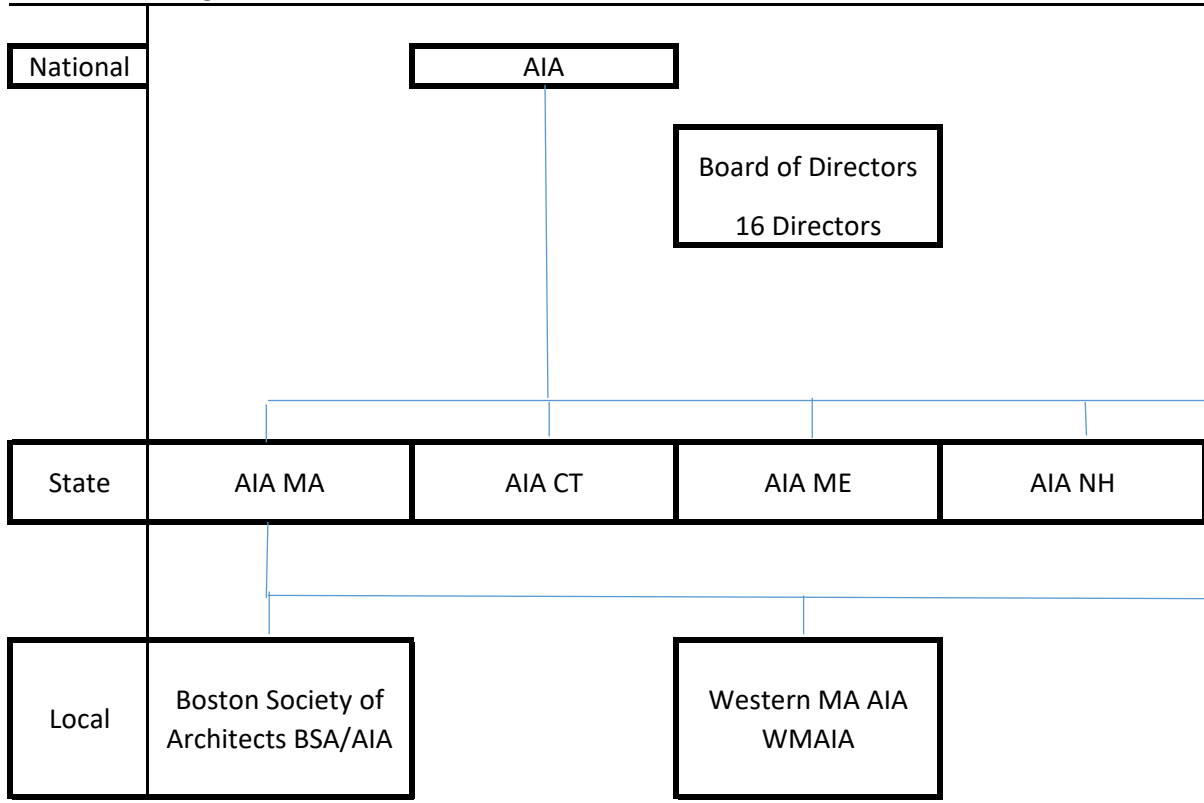 National
AIA
Board of Directors
16 Directors
State
AIA MA
AIA CT
AIA ME
AIA NH
Local
Boston Society of
Architects BSA/AIA
Western MA AIA
WMAIA